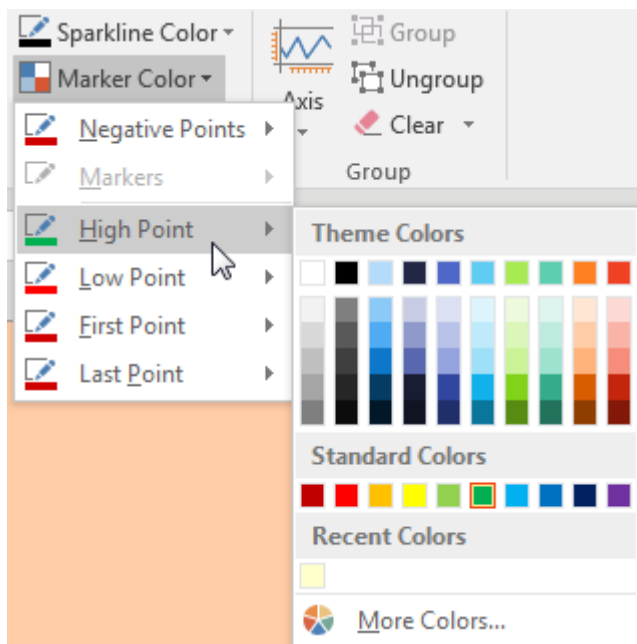 Sparkline Color
Marker Color
Axis
Group
Ungroup
Clear
Group
Negative Points
Markers
High Point
Low Point
First Point
Last Point
Theme Colors
Standard Colors
Recent Colors
More Colors...